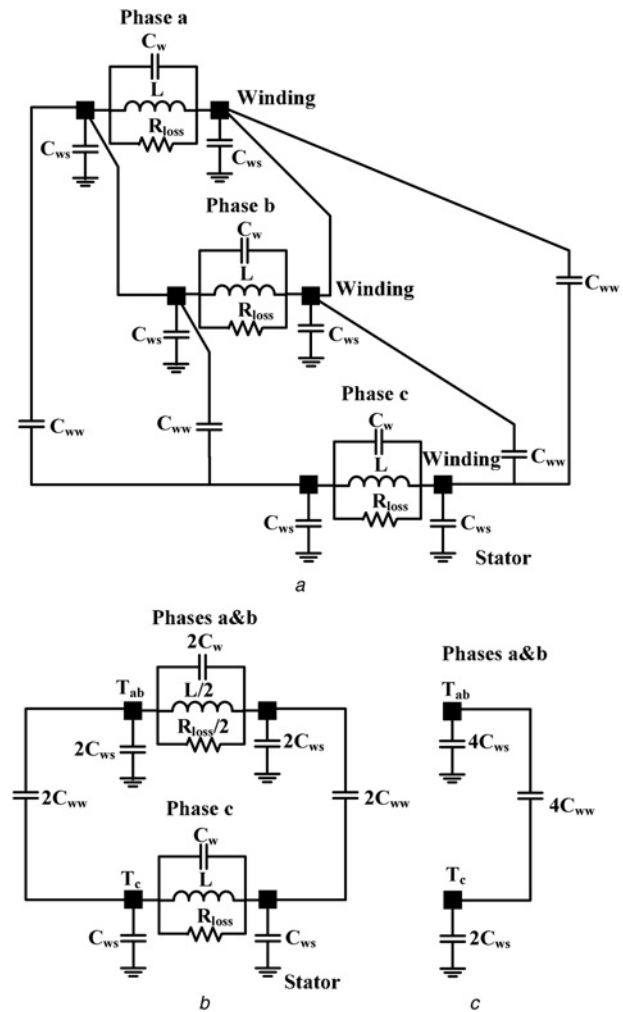 Phase a
C_w
L
R_loss
Winding
C_ws
C_ws
Phase b
C_w
L
R_loss
Winding
C_ws
C_ws
C_ww
Phase c
C_w
L
R_loss
Winding
C_ww
C_ww
C_ww
C_ws
C_ws
Stator
a
Phases a&b
2C_w
L/2
R_loss/2
T_ab
2C_ws
2C_ws
2C_ww
2C_ww
Phase c
C_w
L
R_loss
T_c
C_ws
C_ws
Stator
b
Phases a&b
T_ab
4C_ws
4C_ww
T_c
2C_ws
c